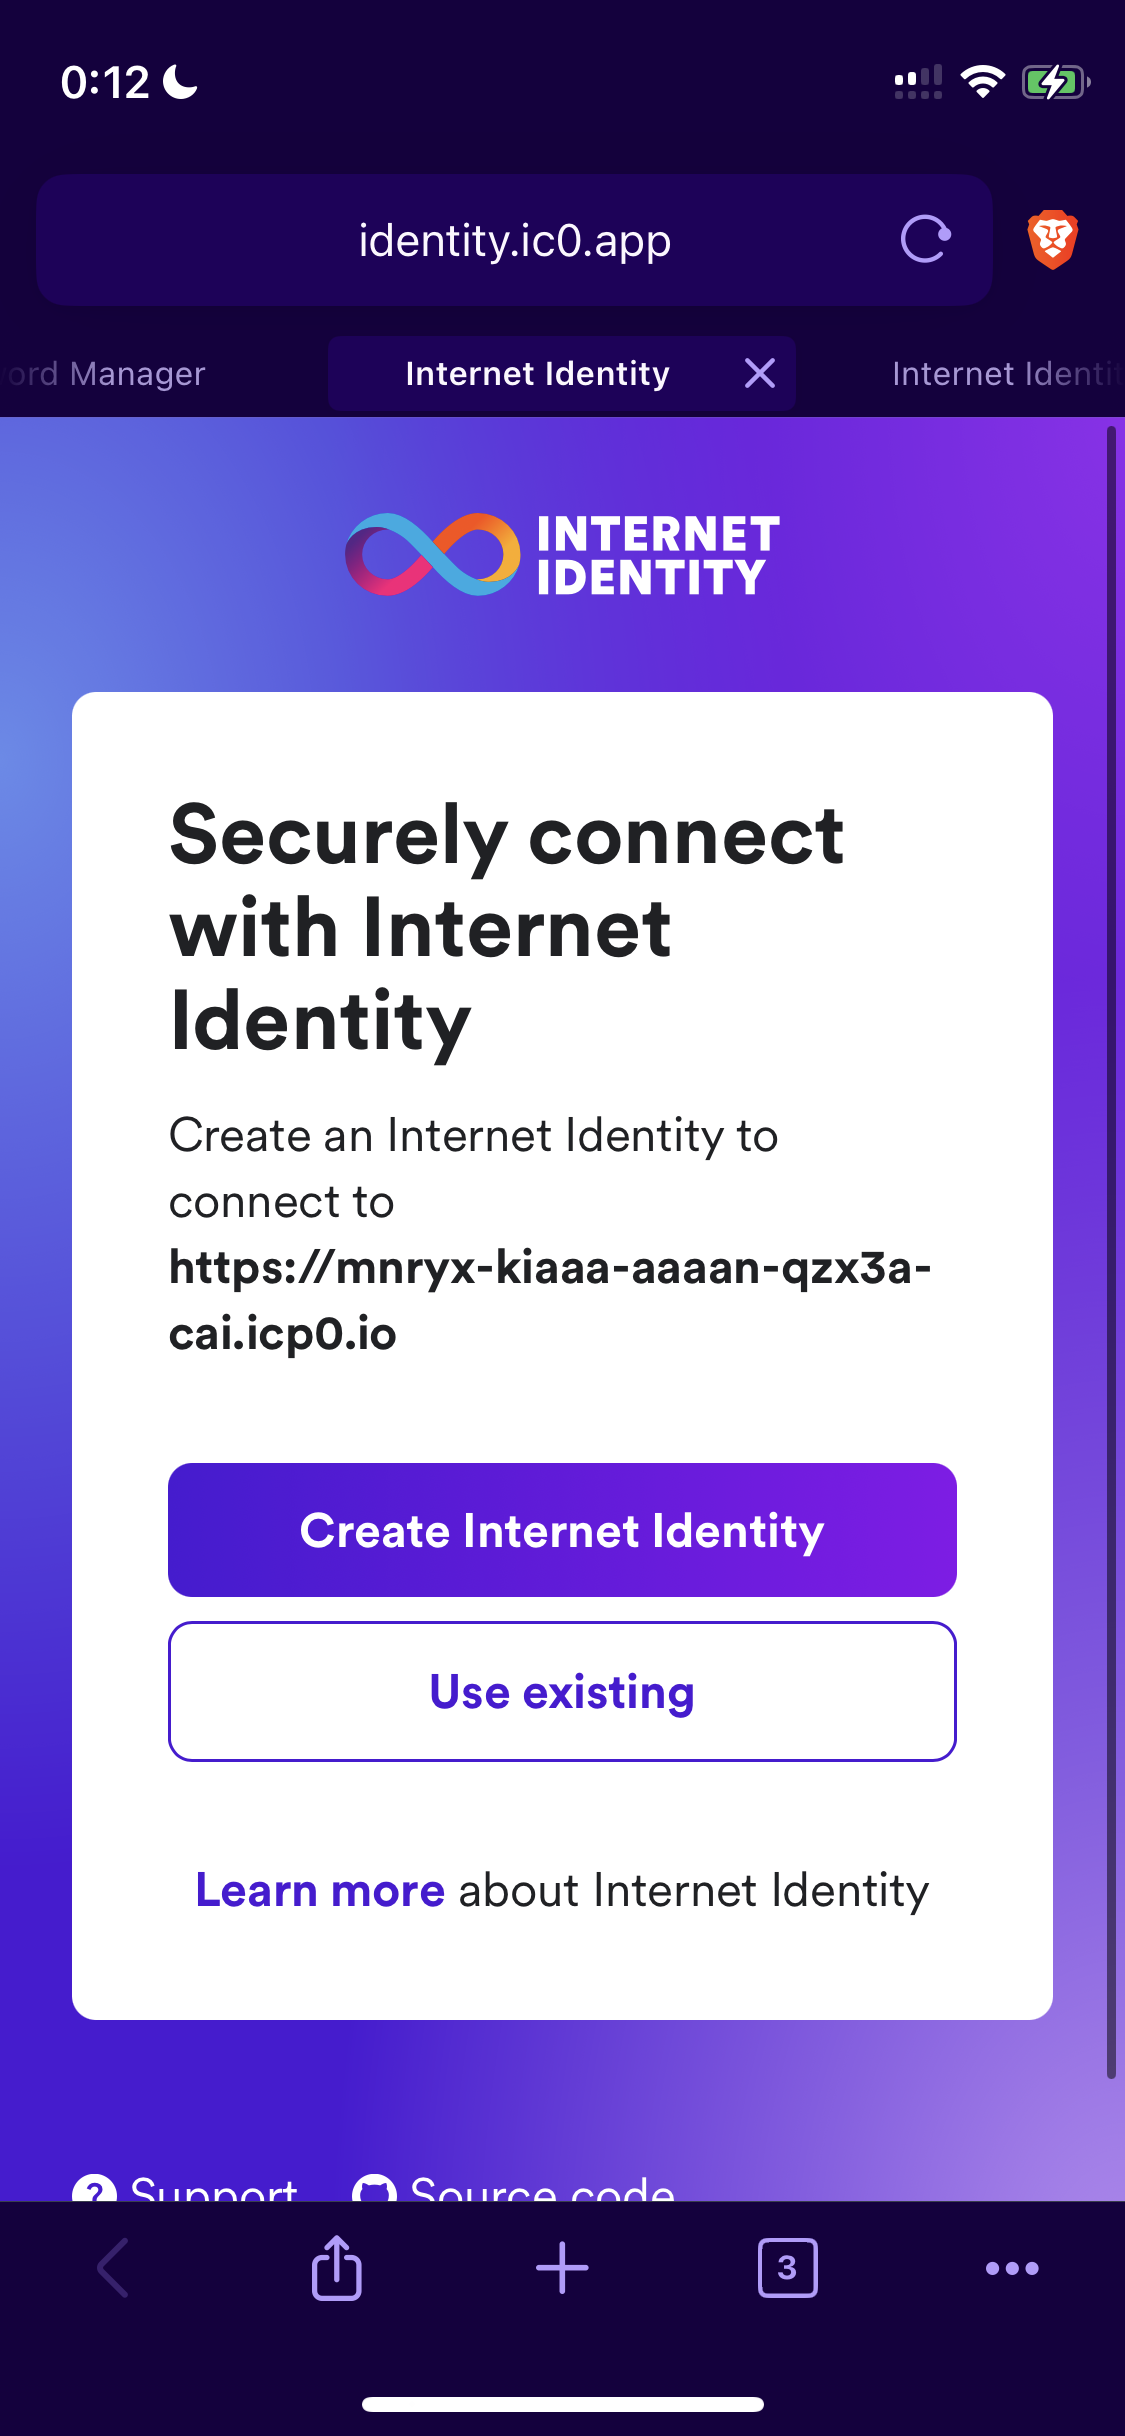 0:12
identity.ic0.app
ord Manager
Internet Identity
Internet Identit
INTERNET
IDENTITY
Securely connect
with Internet
Identity
Create an Internet Identity to
connect to
https://mnryx-kiaaa-aaaan-qzx3a-
cai.icp0.io
Create Internet Identity
Use existing
Learn more about Internet Identity
Support
Source code
3